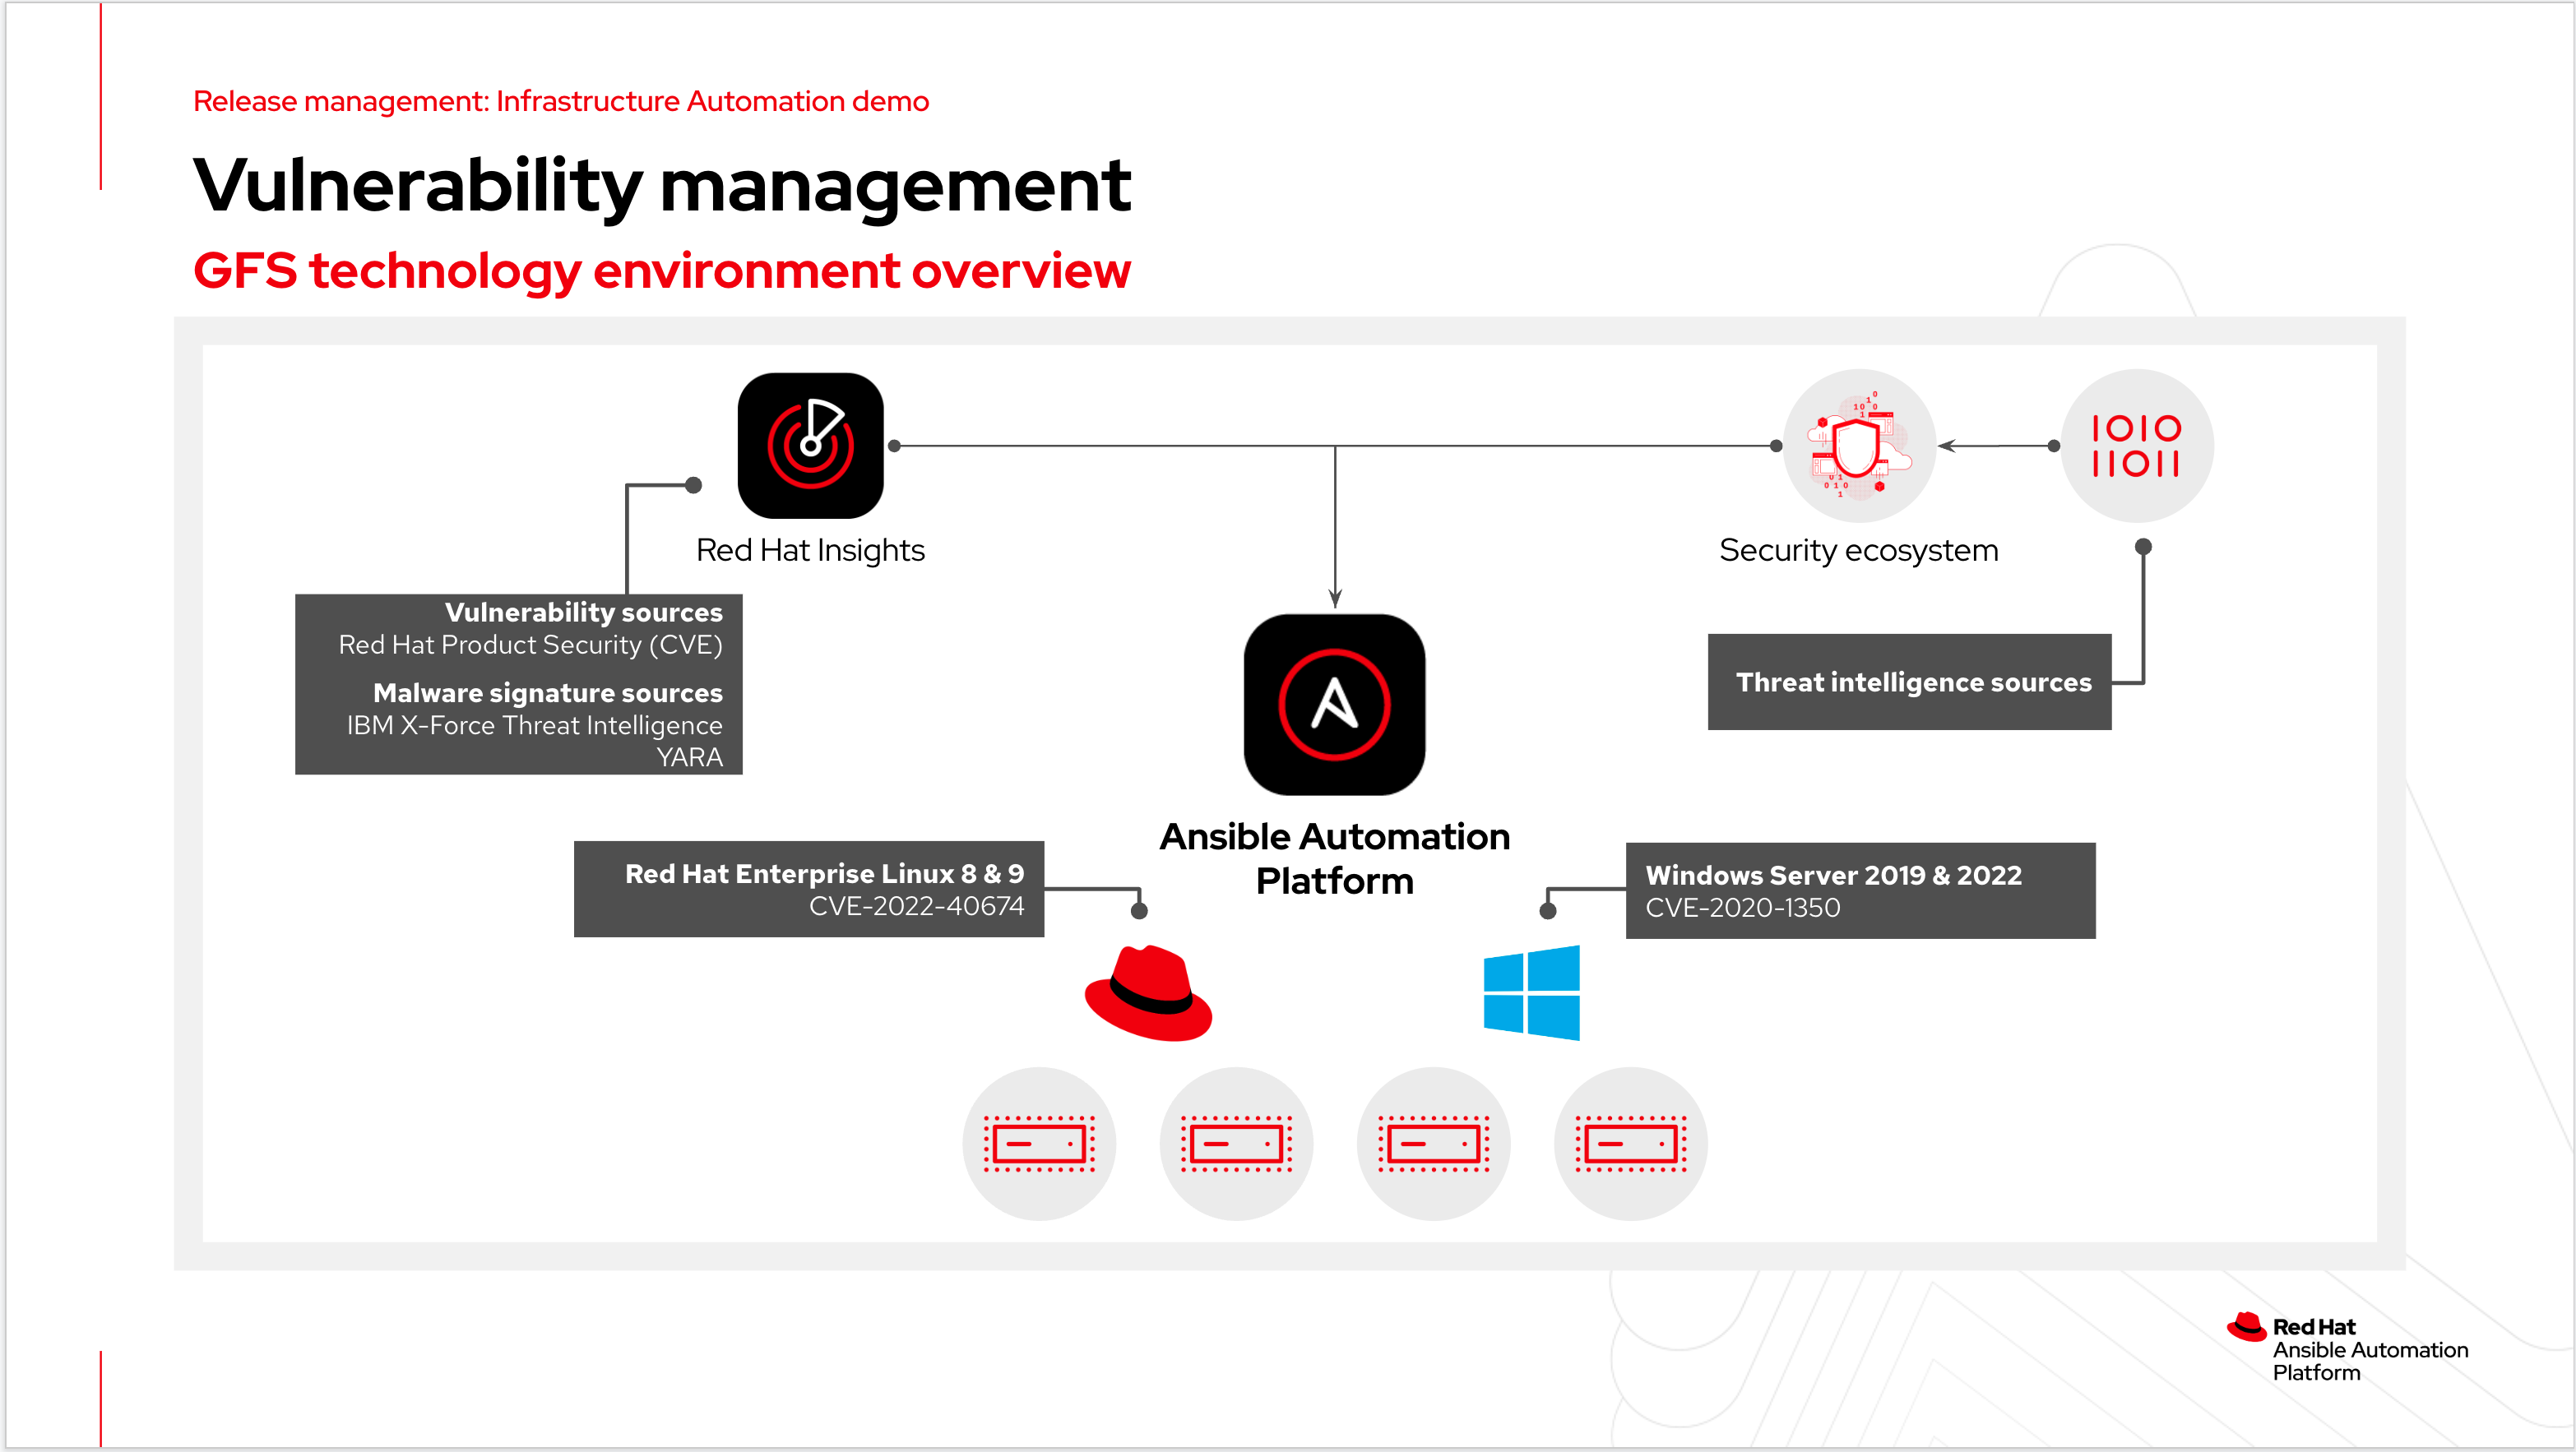 Release management: Infrastructure Automation demo
Vulnerability management
GFS technology environment overview
Red Hat Insights
Security ecosystem
1010
11011
Vulnerability sources
Red Hat Product Security (CVE)
Malware signature sources
IBM X-Force Threat Intelligence
YARA
Threat intelligence sources
Ansible Automation
Platform
Red Hat Enterprise Linux 8 & 9
CVE-2022-40674
Windows Server 2019 & 2022
CVE-2020-1350
Red Hat
Ansible Automation
Platform